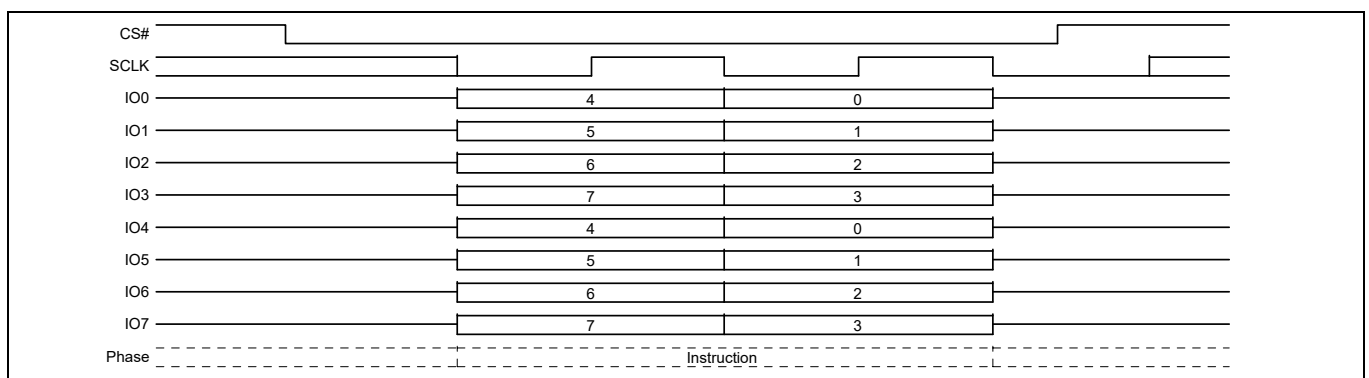 CS#
SCLK
IO0 4 0
IO1 5 1
IO2 6 2
IO3 7 3
IO4 4 0
IO5 5 1
IO6 6 2
IO7 7 3
Phase Instruction